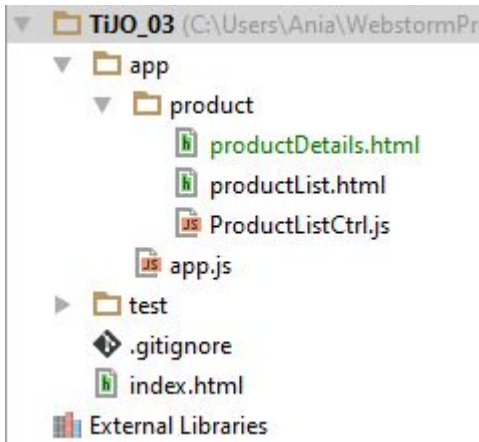 TiJO_03 (C:\Users\Ania\WebstormPr
app
product
productDetails.html
productList.html
ProductListCtrl.js
app.js
test
.gitignore
index.html
External Libraries